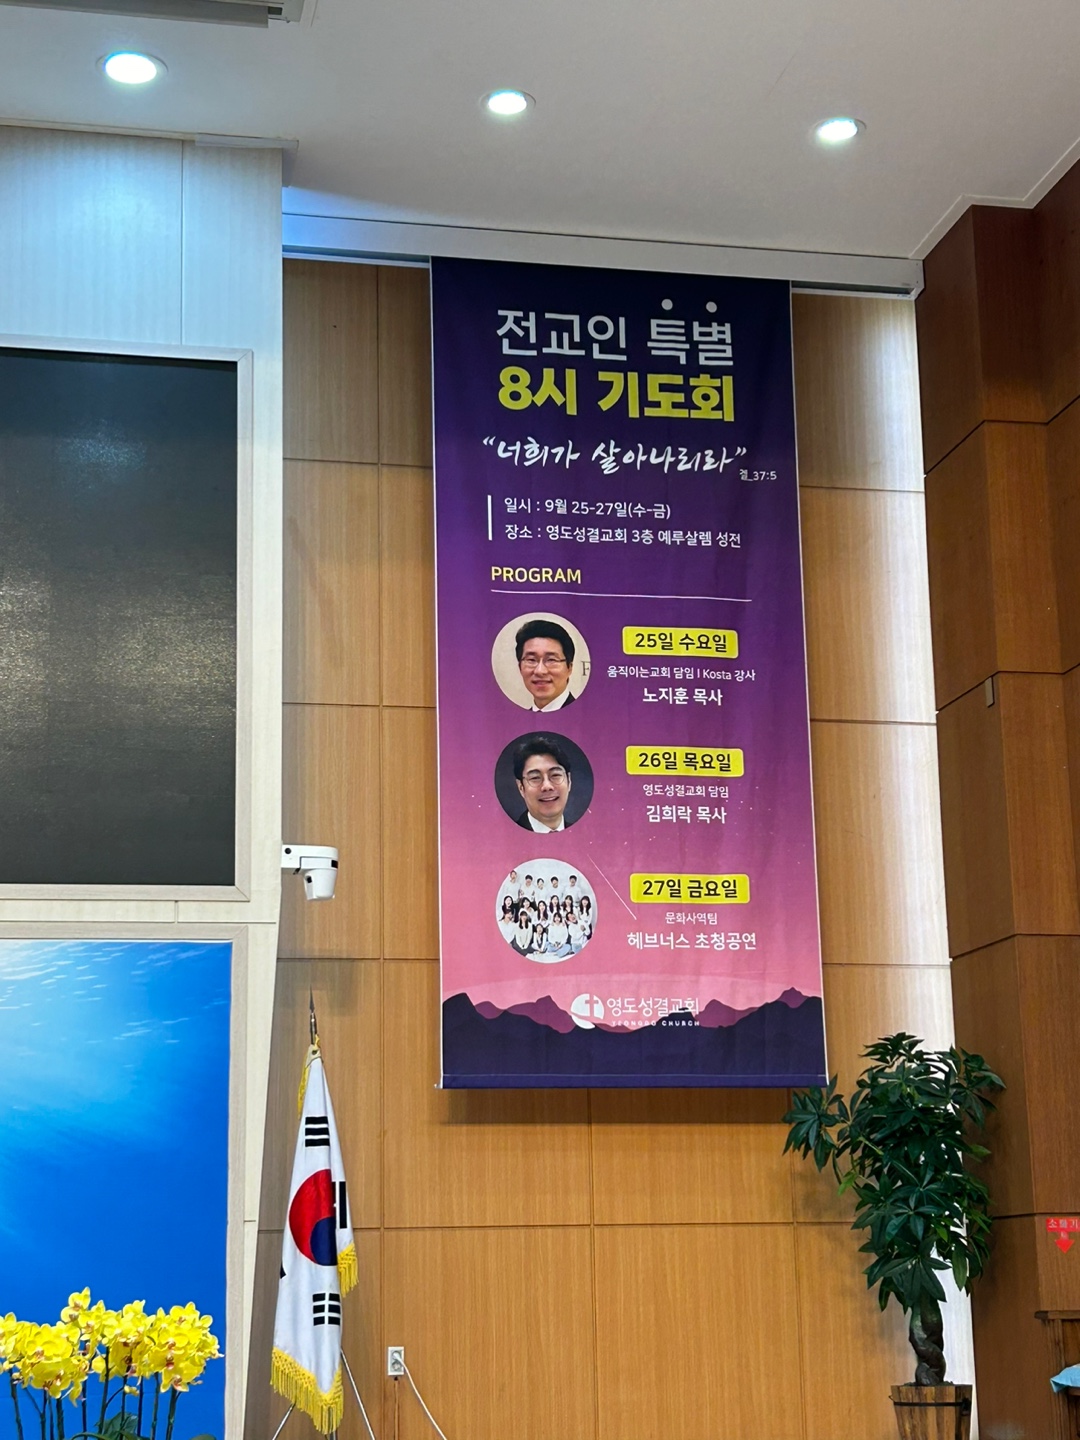 전교인 특별
8시 기도회
“너희가 살아나리라”
겔_37:5
일시 : 9월 25-27일(수-금)
장소 : 영도성결교회 3층 예루살렘 성전
PROGRAM
25일 수요일
움직이는교회 담임 I Kosta 강사
노지훈 목사
26일 목요일
영도성결교회 담임
김희락 목사
27일 금요일
문화사역팀
헤브너스 초청공연
영도성결교회
YEONGDO CHURCH
소화기